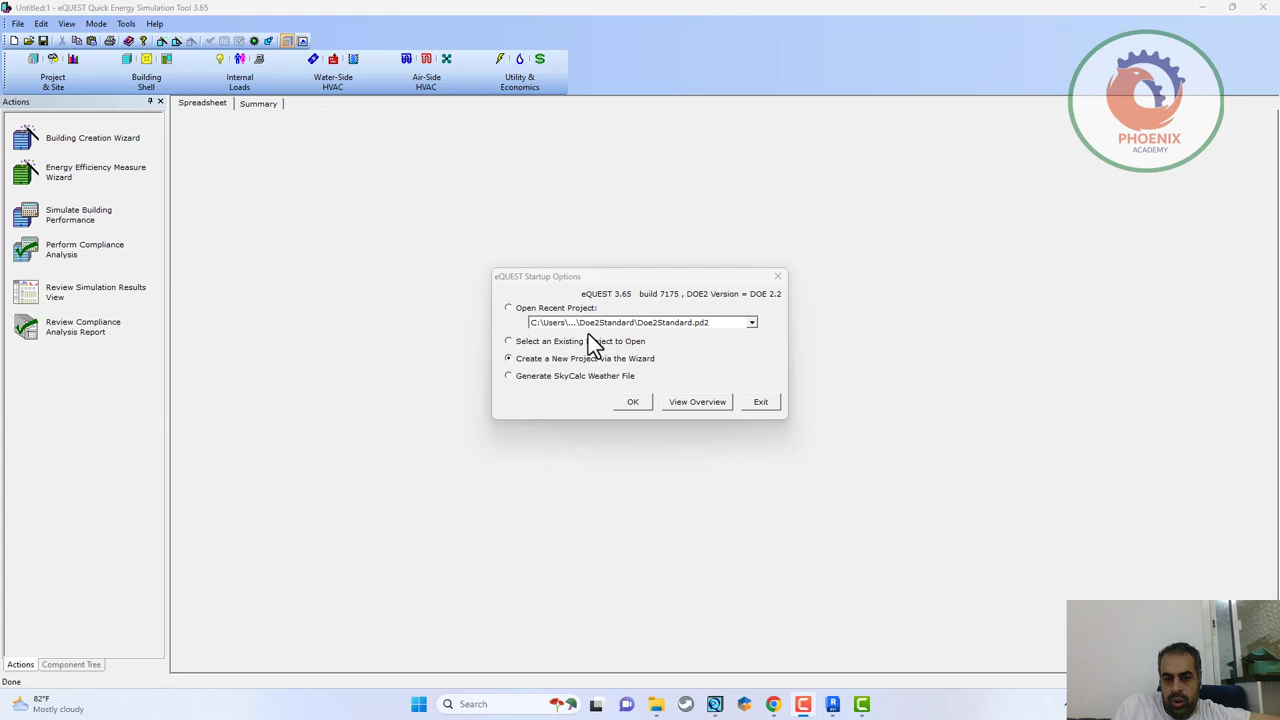 Untitled:1 - eQUEST Quick Energy Simulation Tool 3.65
File Edit View Mode Tools Help
Project & Site
Building Shell
Internal Loads
Water-Side HVAC
Air-Side HVAC
Utility & Economics
Actions
Spreadsheet
Summary
Building Creation Wizard
Energy Efficiency Measure
Wizard
Simulate Building
Performance
Perform Compliance
Analysis
Review Simulation Results
View
Review Compliance
Analysis Report
eQUEST Startup Options
eQUEST 3.65 build 7175 , DOE2 Version = DOE 2.2
Open Recent Project:
C:\Users\...\Doe2Standard\Doe2Standard.pd2
Select an Existing Project to Open
Create a New Project via the Wizard
Generate SkyCalc Weather File
OK
View Overview
Exit
PHOENIX
ACADEMY
Actions
Component Tree
Done
82°F
Mostly cloudy
Search